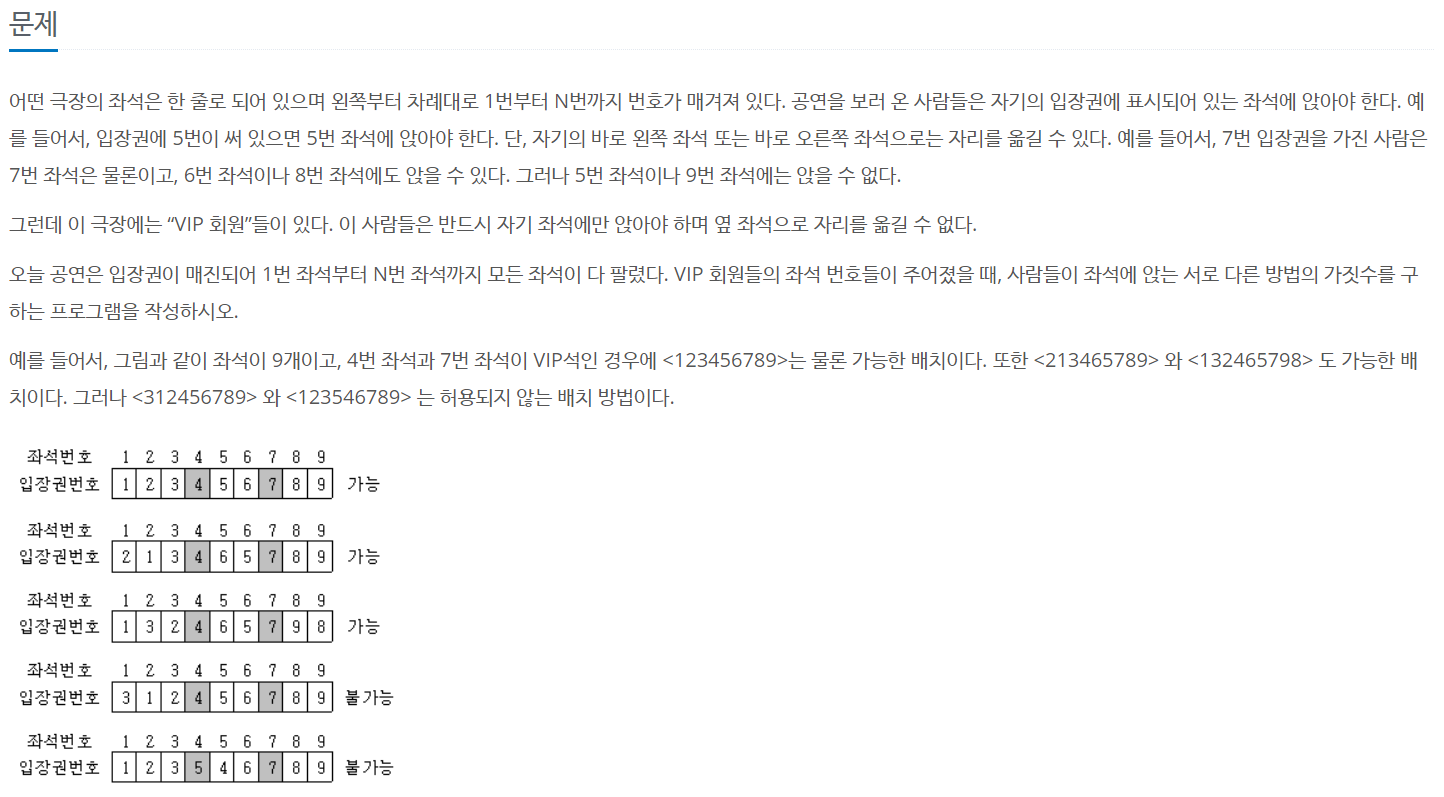 문제
어떤 극장의 좌석은 한 줄로 되어 있으며 왼쪽부터 차례대로 1번부터 N번까지 번호가 매겨져 있다. 공연을 보러 온 사람들은 자기의 입장권에 표시되어 있는 좌석에 앉아야 한다. 예
를 들어서, 입장권에 5번이 써 있으면 5번 좌석에 앉아야 한다. 단, 자기의 바로 왼쪽 좌석 또는 바로 오른쪽 좌석으로는 자리를 옮길 수 있다. 예를 들어서, 7번 입장권을 가진 사람은
7번 좌석은 물론이고, 6번 좌석이나 8번 좌석에도 앉을 수 있다. 그러나 5번 좌석이나 9번 좌석에는 앉을 수 없다.
그런데 이 극장에는 “VIP 회원”들이 있다. 이 사람들은 반드시 자기 좌석에만 앉아야 하며 옆 좌석으로 자리를 옮길 수 없다.
오늘 공연은 입장권이 매진되어 1번 좌석부터 N번 좌석까지 모든 좌석이 다 팔렸다. VIP 회원들의 좌석 번호들이 주어졌을 때, 사람들이 좌석에 앉는 서로 다른 방법의 가짓수를 구
하는 프로그램을 작성하시오.
예를 들어서, 그림과 같이 좌석이 9개이고, 4번 좌석과 7번 좌석이 VIP석인 경우에 <123456789>는 물론 가능한 배치이다. 또한 <213465789> 와 <132465798> 도 가능한 배
치이다. 그러나 <312456789> 와 <123546789> 는 허용되지 않는 배치 방법이다.
좌석번호 1 2 3 4 5 6 7 8 9
입장권번호 1 2 3 4 5 6 7 8 9 가능
좌석번호 1 2 3 4 5 6 7 8 9
입장권번호 2 1 3 4 6 5 7 8 9 가능
좌석번호 1 2 3 4 5 6 7 8 9
입장권번호 1 3 2 4 6 5 7 9 8 가능
좌석번호 1 2 3 4 5 6 7 8 9
입장권번호 3 1 2 4 5 6 7 8 9 불가능
좌석번호 1 2 3 4 5 6 7 8 9
입장권번호 1 2 3 5 4 6 7 8 9 불가능